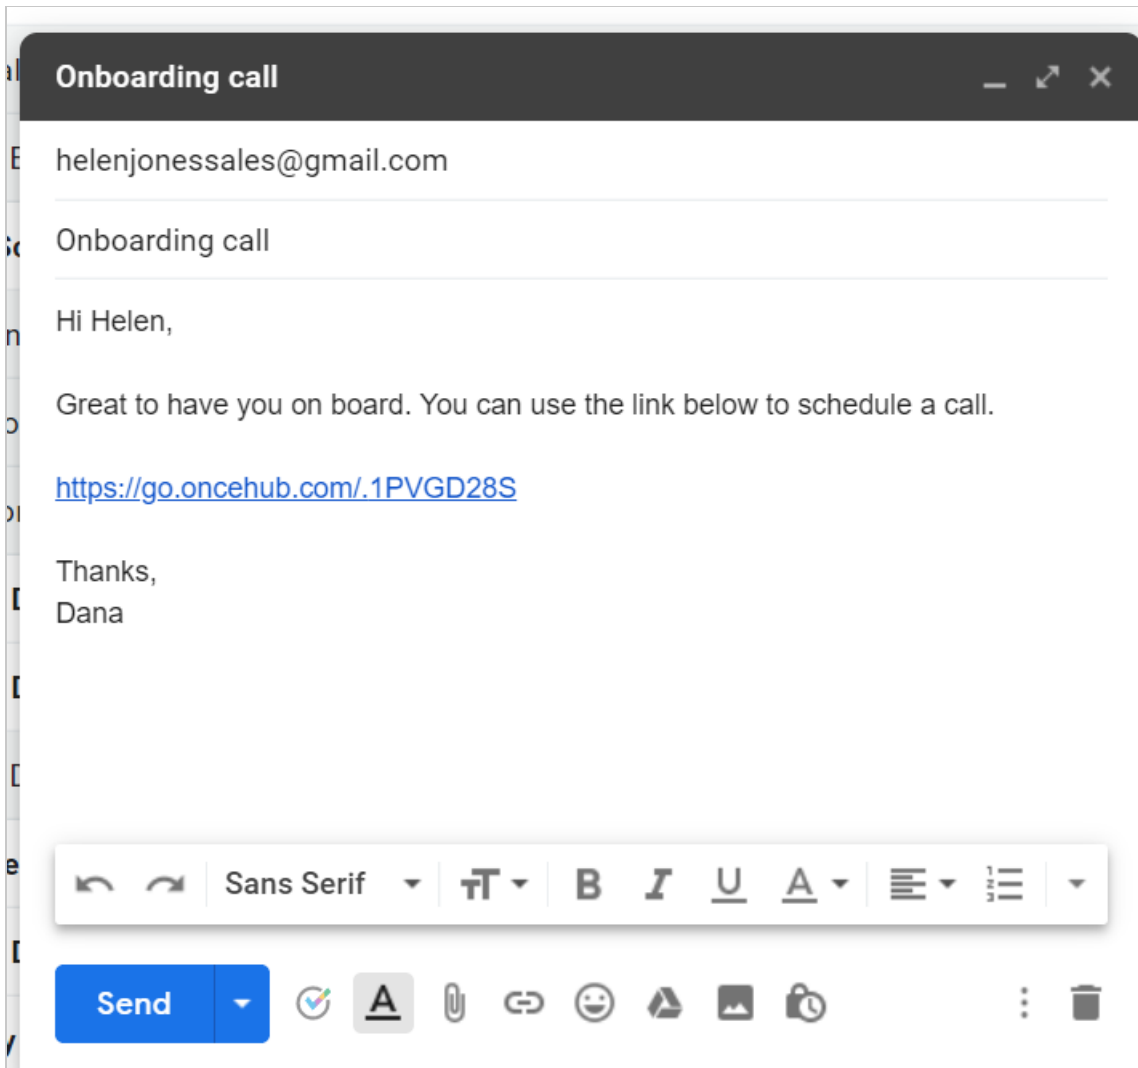 Onboarding call
helenjonessales@gmail.com
Onboarding call
Hi Helen,
Great to have you on board. You can use the link below to schedule a call.
https://go.oncehub.com/.1PVGD28S
Thanks,
Dana
Sans Serif
Send